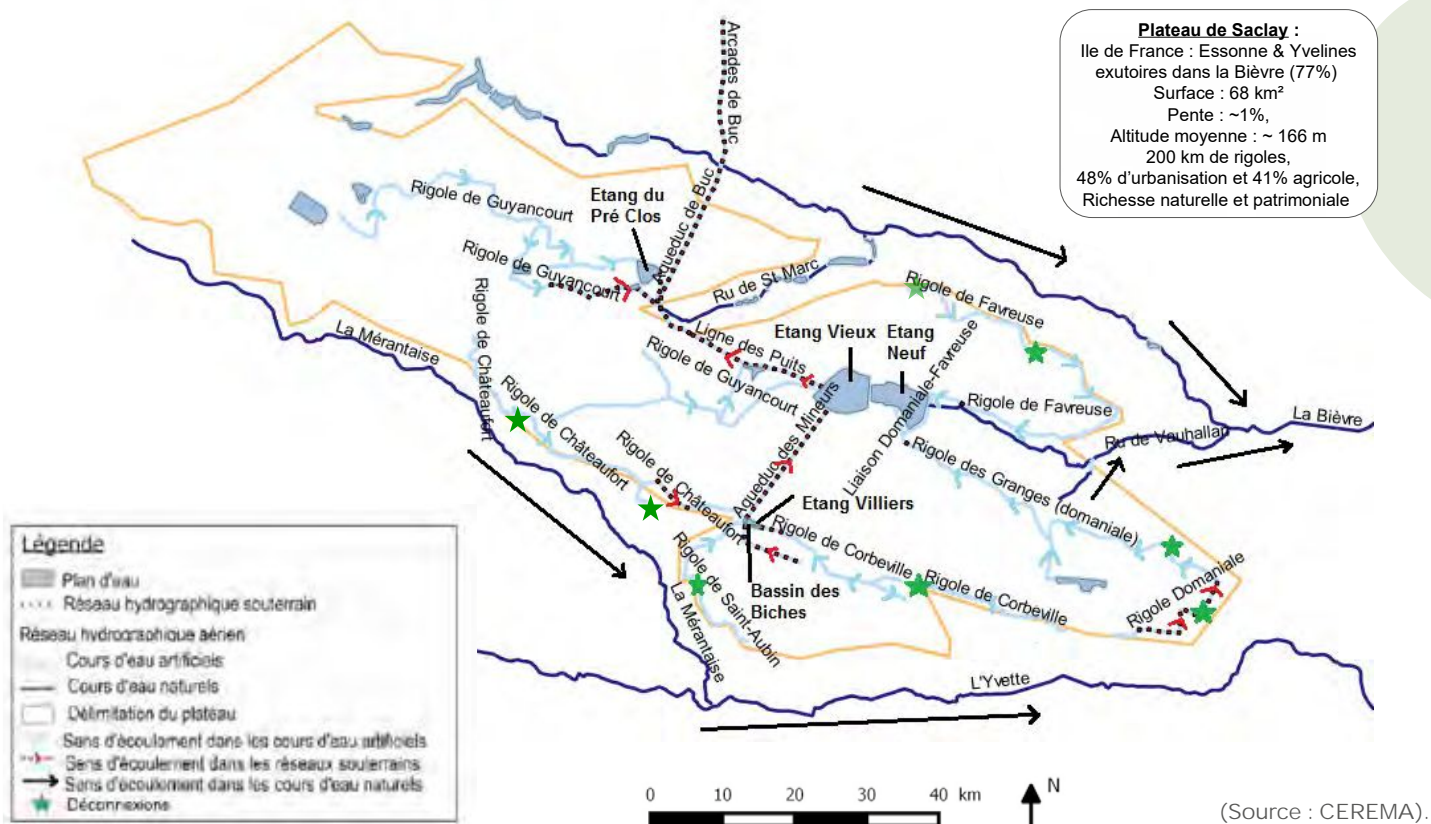 Plateau de Saclay :
Ile de France : Essonne & Yvelines
exutoires dans la Bièvre (77%)
Surface : 68 km²
Pente : ~1%,
Altitude moyenne : ~ 166 m
200 km de rigoles,
48% d’urbanisation et 41% agricole,
Richesse naturelle et patrimoniale
Arcades de Buc
Aqueduc de Buc
Rigole de Guyancourt
Etang du
Pré Clos
Rigole de Guyancourt
Ru de St Marc
Rigole de Favreuse
Rigole de Châteaufort
La Mérantaise
Ligne des Puits
Etang Vieux
Etang
Neuf
Rigole de Guyancourt
Liaison Domaniale-Favreuse
Rigole de Favreuse
La Bièvre
Ru de Vauhallan
Rigole de Châteaufort
Rigole de Châteaufort
Aqueduc des Mineurs
Rigole des Granges (domaniale)
Etang Villiers
Rigole de Corbeville
Bassin des
Biches
Rigole de Corbeville
Rigole Domaniale
Rigole de Saint-Aubin
La Mérantaise
L'Yvette
Légende
Plan d'eau
Réseau hydrographique souterrain
Réseau hydrographique aérien
Cours d'eau artificiels
Cours d'eau naturels
Délimitation du plateau
Sens d'écoulement dans les cours d'eau artificiels
Sens d'écoulement dans les réseaux souterrains
Sens d'écoulement dans les cours d'eau naturels
Déconnexions
0 10 20 30 40 km
N
(Source : CEREMA).